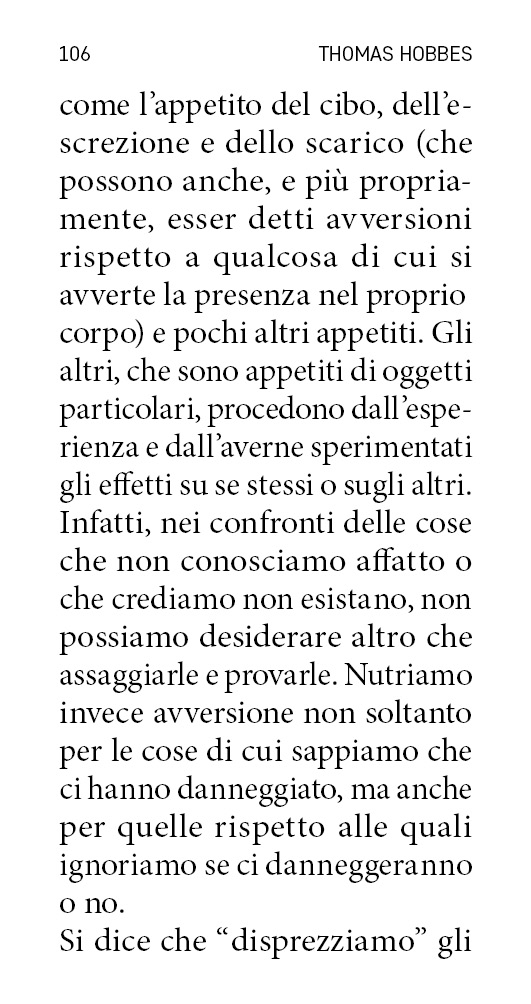 106
THOMAS HOBBES
come l’appetito del cibo, dell’e-
screzione e dello scarico (che
possono anche, e più propria-
mente, esser detti avversioni
rispetto a qualcosa di cui si
avverte la presenza nel proprio
corpo) e pochi altri appetiti. Gli
altri, che sono appetiti di oggetti
particolari, procedono dall’espe-
rienza e dall’averne sperimentati
gli effetti su se stessi o sugli altri.
Infatti, nei confronti delle cose
che non conosciamo affatto o
che crediamo non esistano, non
possiamo desiderare altro che
assaggiarle e provarle. Nutriamo
invece avversione non soltanto
per le cose di cui sappiamo che
ci hanno danneggiato, ma anche
per quelle rispetto alle quali
ignoriamo se ci danneggeranno
o no.
Si dice che “disprezziamo” gli